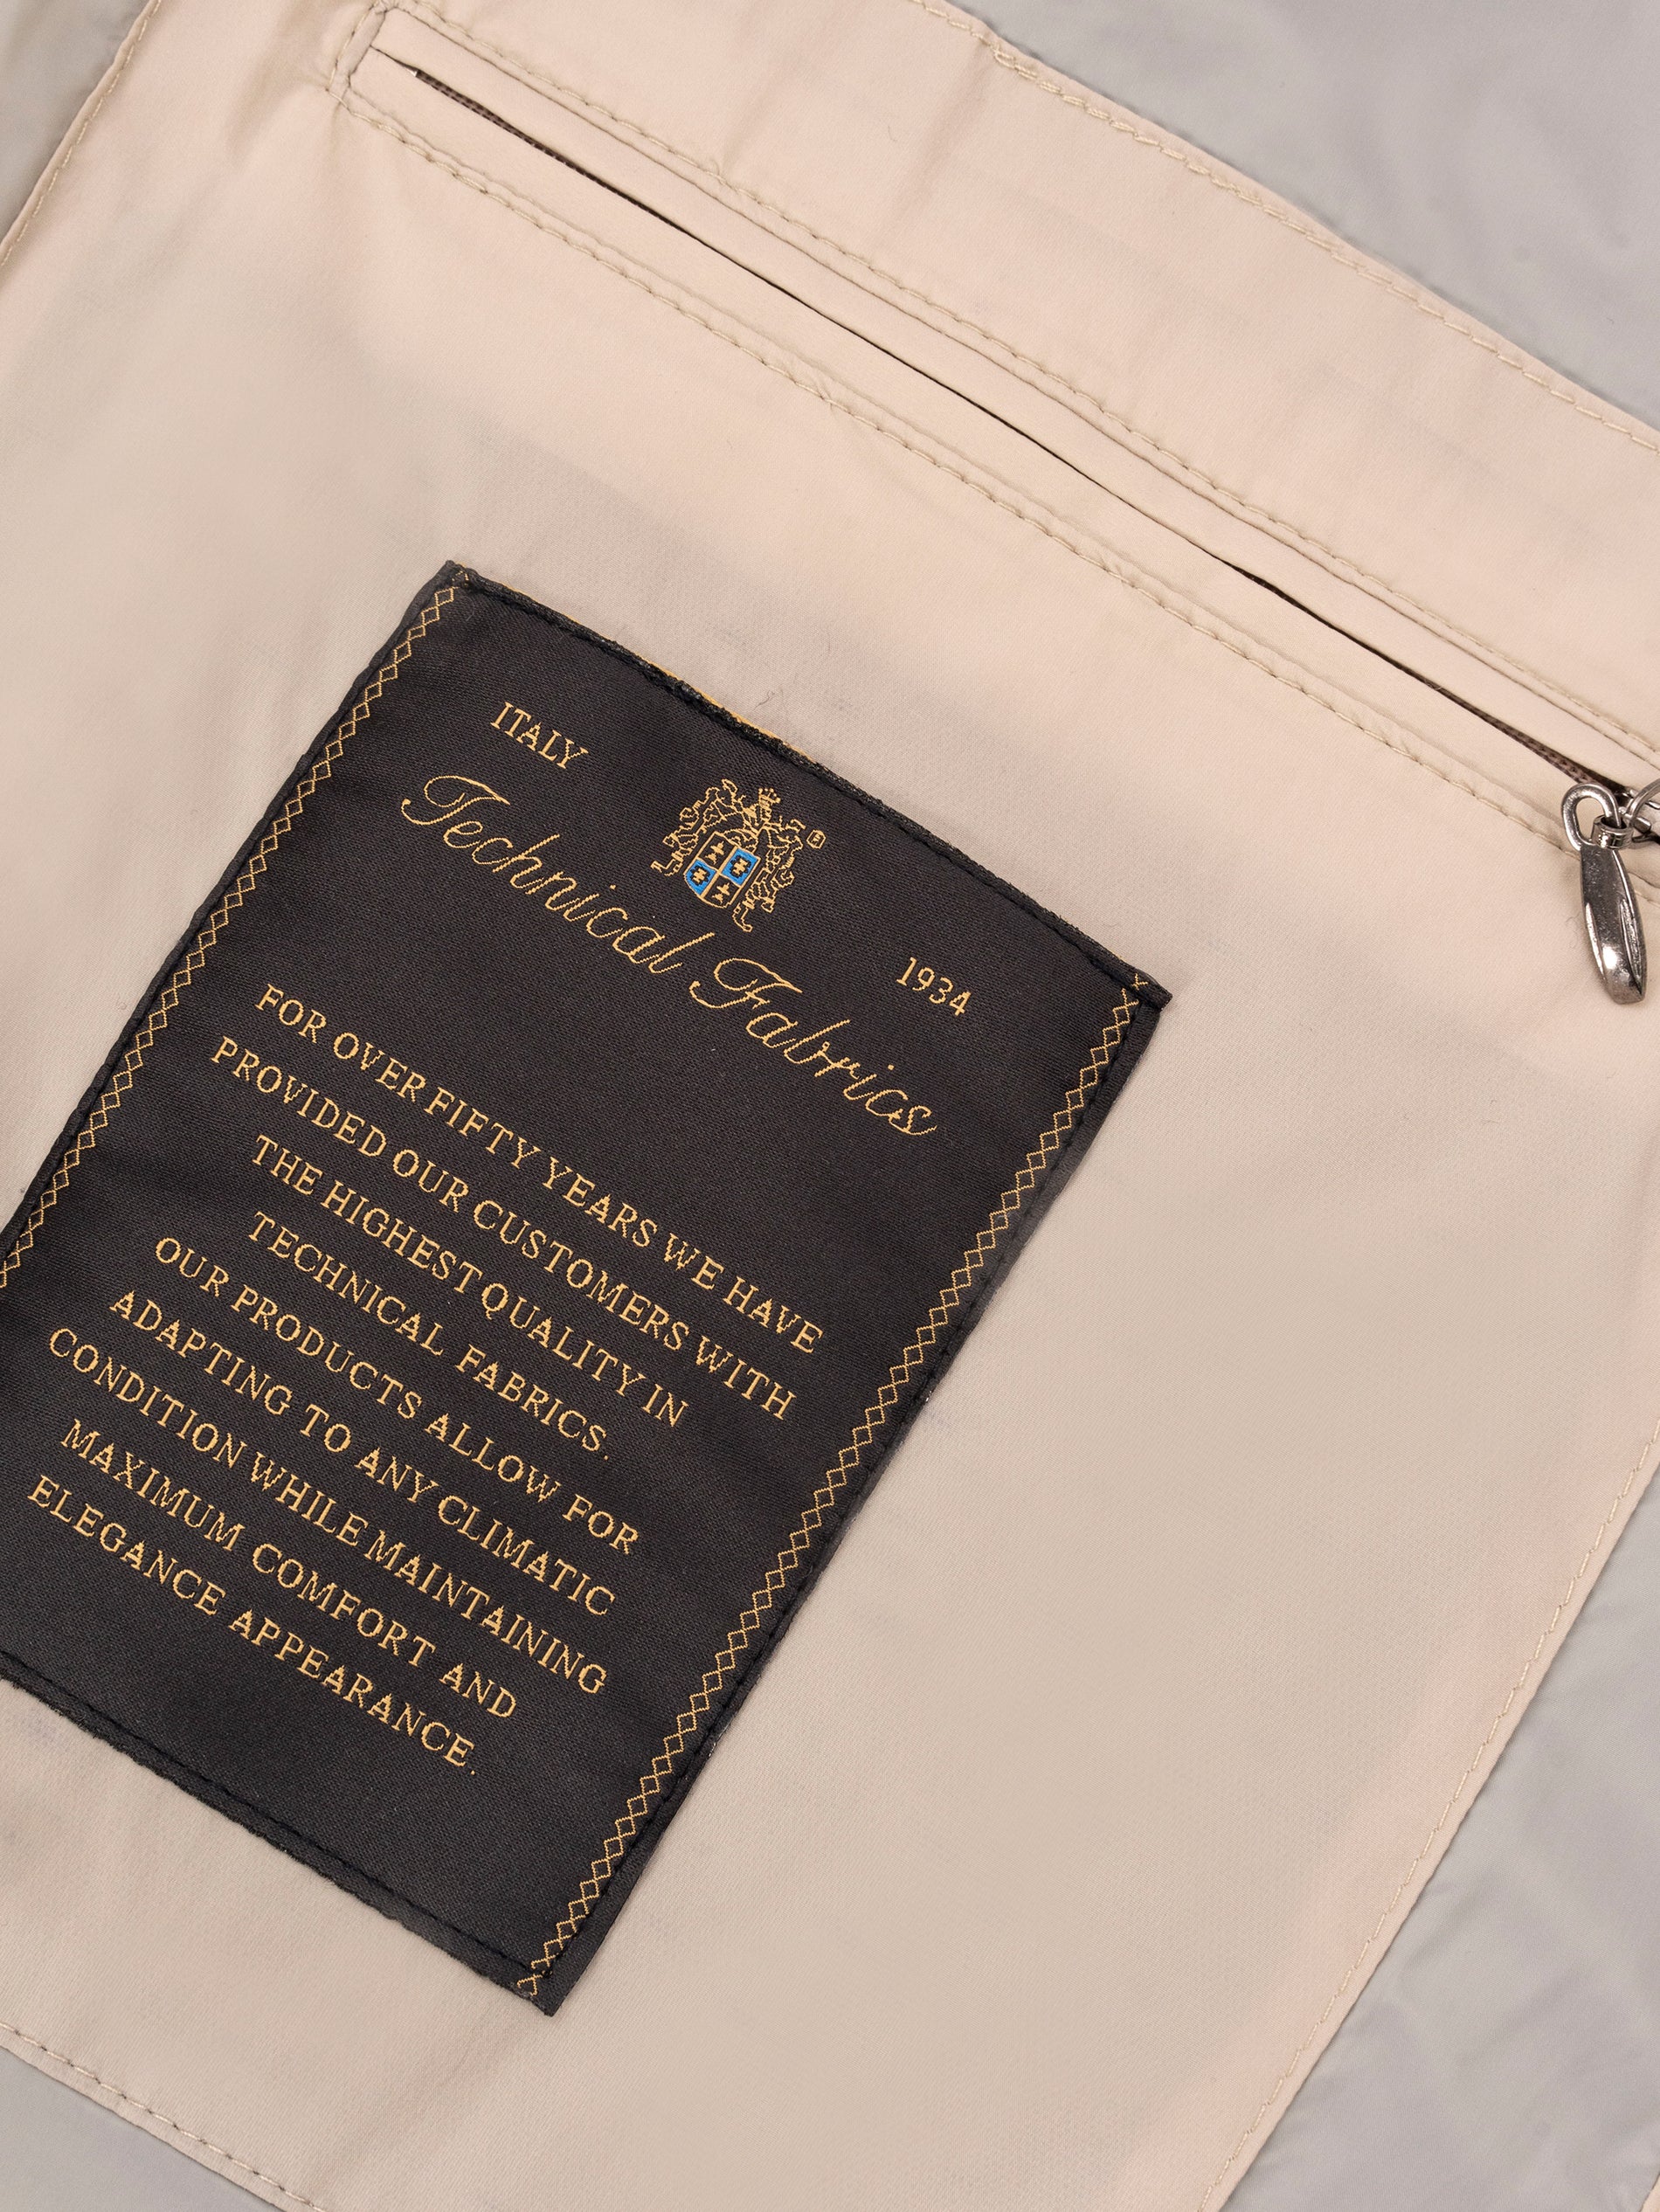 ITALY
1934
Technical Fabrics
FOR OVER FIFTY YEARS WE HAVE
PROVIDED OUR CUSTOMERS WITH
THE HIGHEST QUALITY IN
TECHNICAL FABRICS.
OUR PRODUCTS ALLOW FOR
ADAPTING TO ANY CLIMATIC
CONDITION WHILE MAINTAINING
MAXIMUM COMFORT AND
ELEGANCE APPEARANCE.